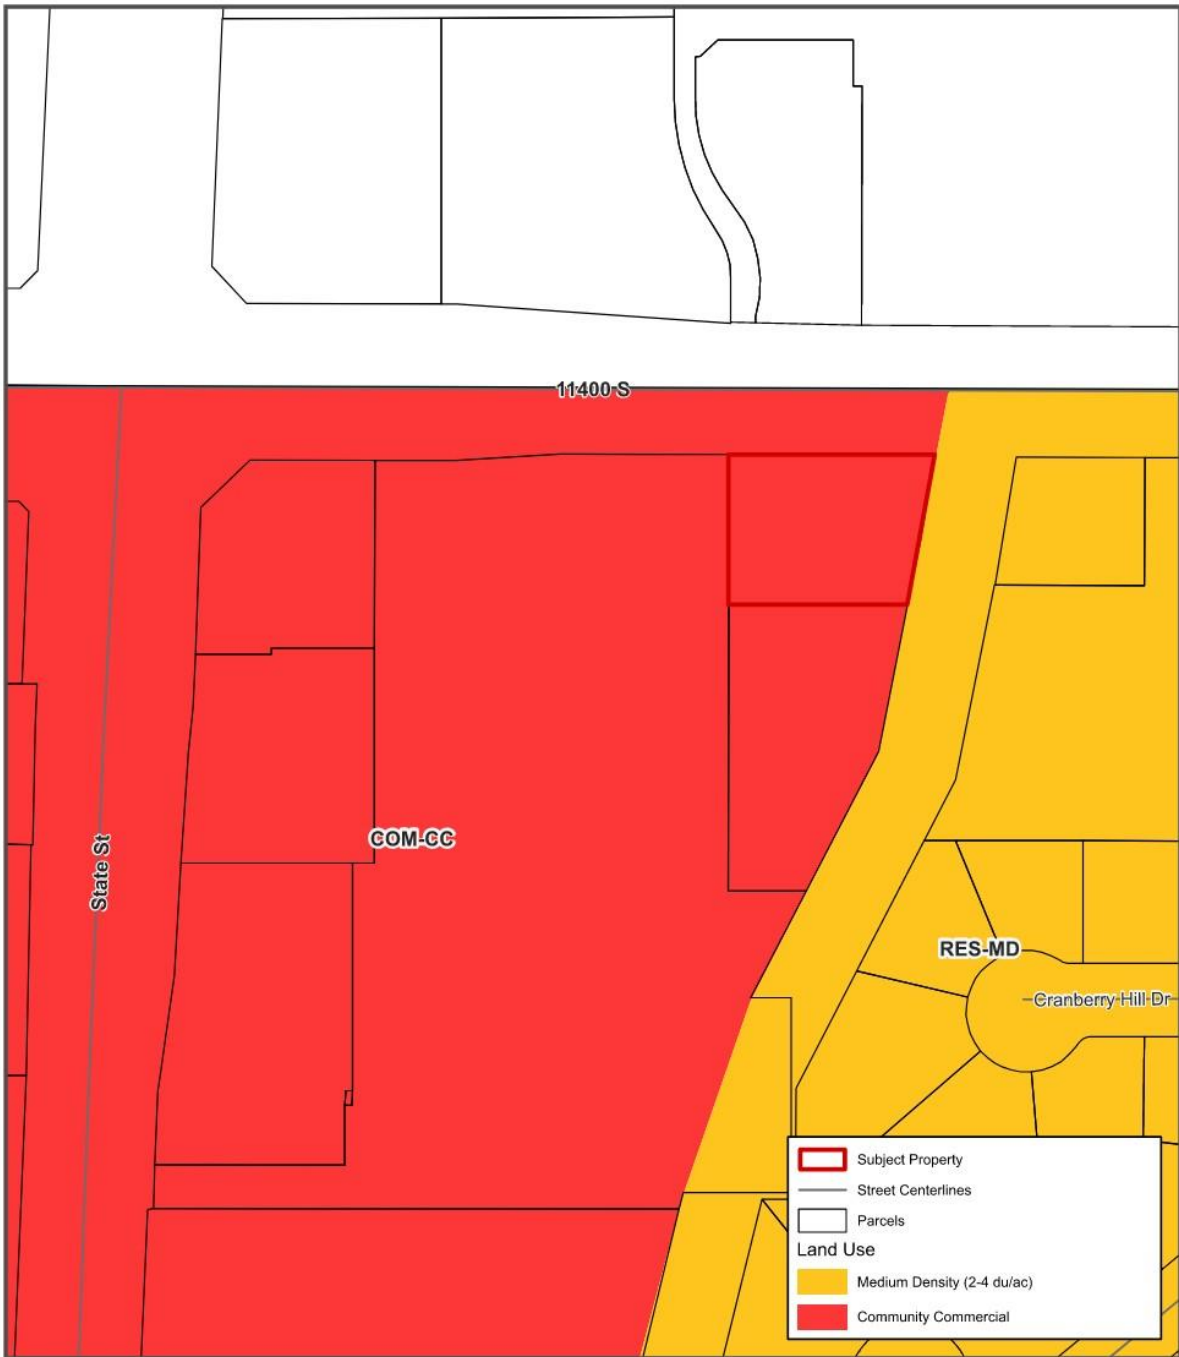 11400 S
State St
COM-CC
RES-MD
Cranberry Hill Dr
Subject Property
Street Centerlines
Parcels
Land Use
Medium Density (2-4 du/ac)
Community Commercial